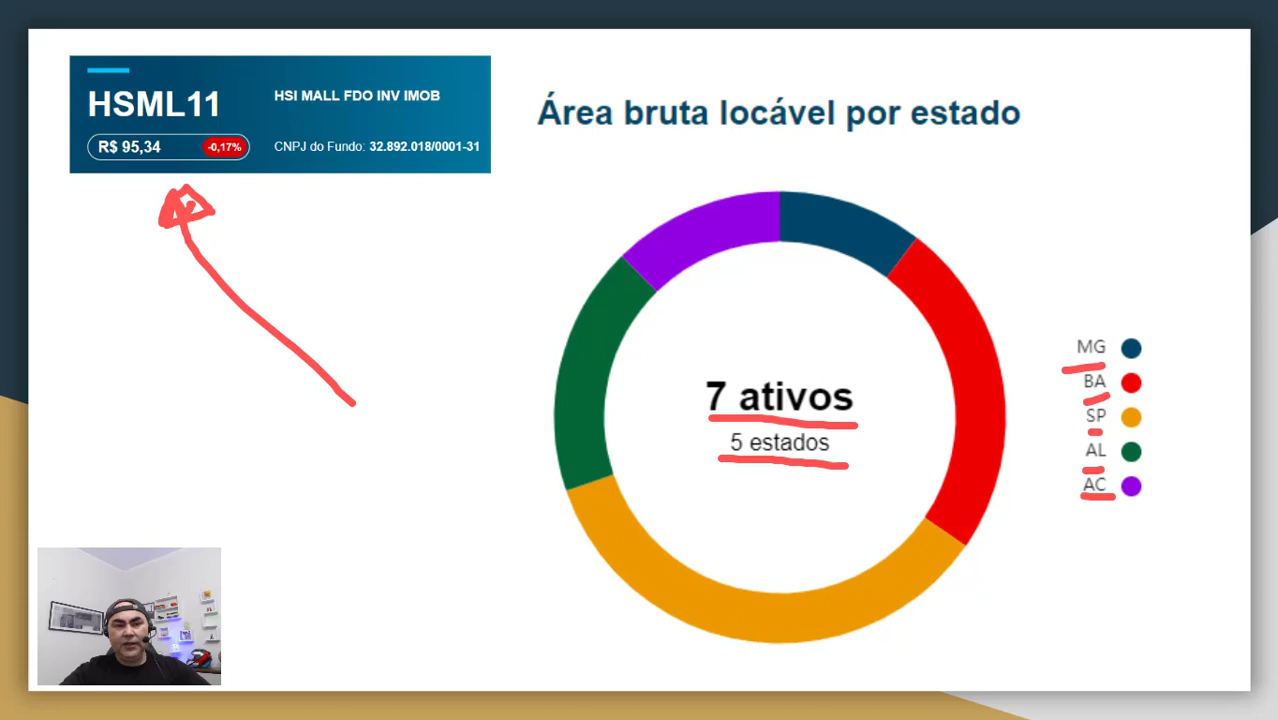 HSML11
HSI MALL FDO INV IMOB
R$ 95,34
-0,17%
CNPJ do Fundo: 32.892.018/0001-31
Área bruta locável por estado
7 ativos
5 estados
MG
BA
SP
AL
AC